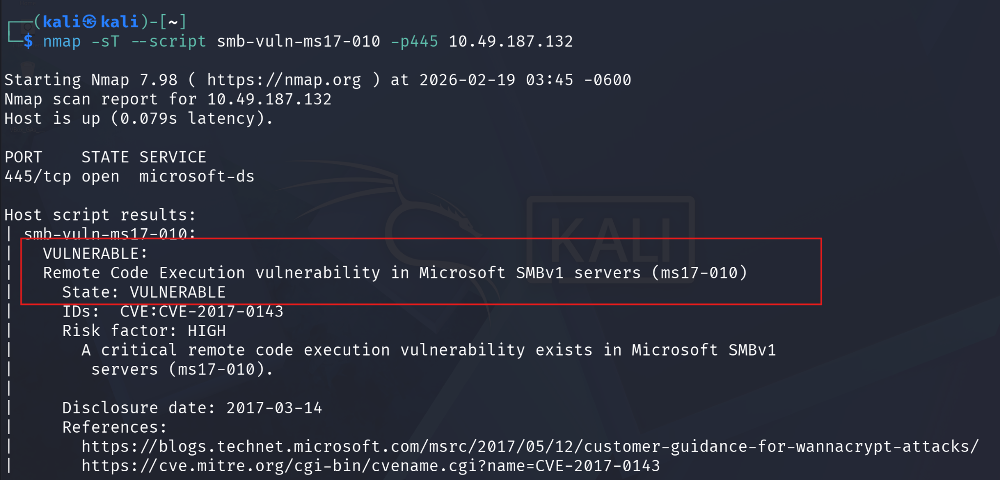 (kali㉿kali)-[~]
$ nmap -sT --script smb-vuln-ms17-010 -p445 10.49.187.132
Starting Nmap 7.98 ( https://nmap.org ) at 2026-02-19 03:45 -0600
Nmap scan report for 10.49.187.132
Host is up (0.079s latency).
PORT    STATE SERVICE
445/tcp open  microsoft-ds
Host script results:
| smb-vuln-ms17-010:
|   VULNERABLE:
|   Remote Code Execution vulnerability in Microsoft SMBv1 servers (ms17-010)
|     State: VULNERABLE
|     IDs:  CVE:CVE-2017-0143
|     Risk factor: HIGH
|       A critical remote code execution vulnerability exists in Microsoft SMBv1
|        servers (ms17-010).
|
|     Disclosure date: 2017-03-14
|     References:
|       https://blogs.technet.microsoft.com/msrc/2017/05/12/customer-guidance-for-wannacrypt-attacks/
|       https://cve.mitre.org/cgi-bin/cvename.cgi?name=CVE-2017-0143
KALI